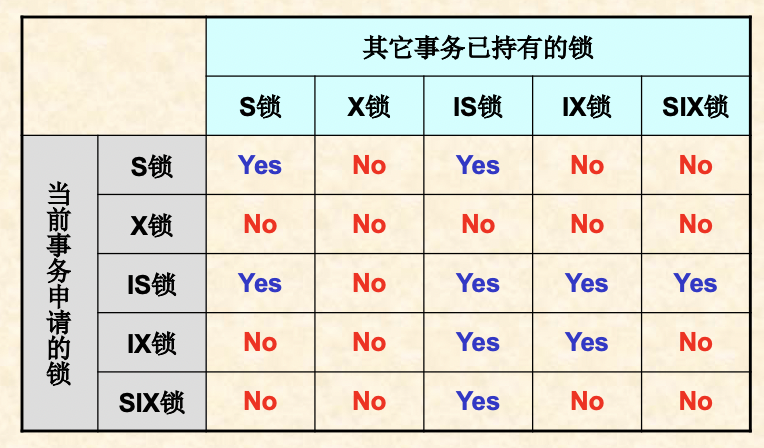 其它事务已持有的锁
S锁 X锁 IS锁 IX锁 SIX锁
当前事务申请的锁
S锁 Yes No Yes No No
X锁 No No No No No
IS锁 Yes No Yes Yes Yes
IX锁 No No Yes Yes No
SIX锁 No No Yes No No